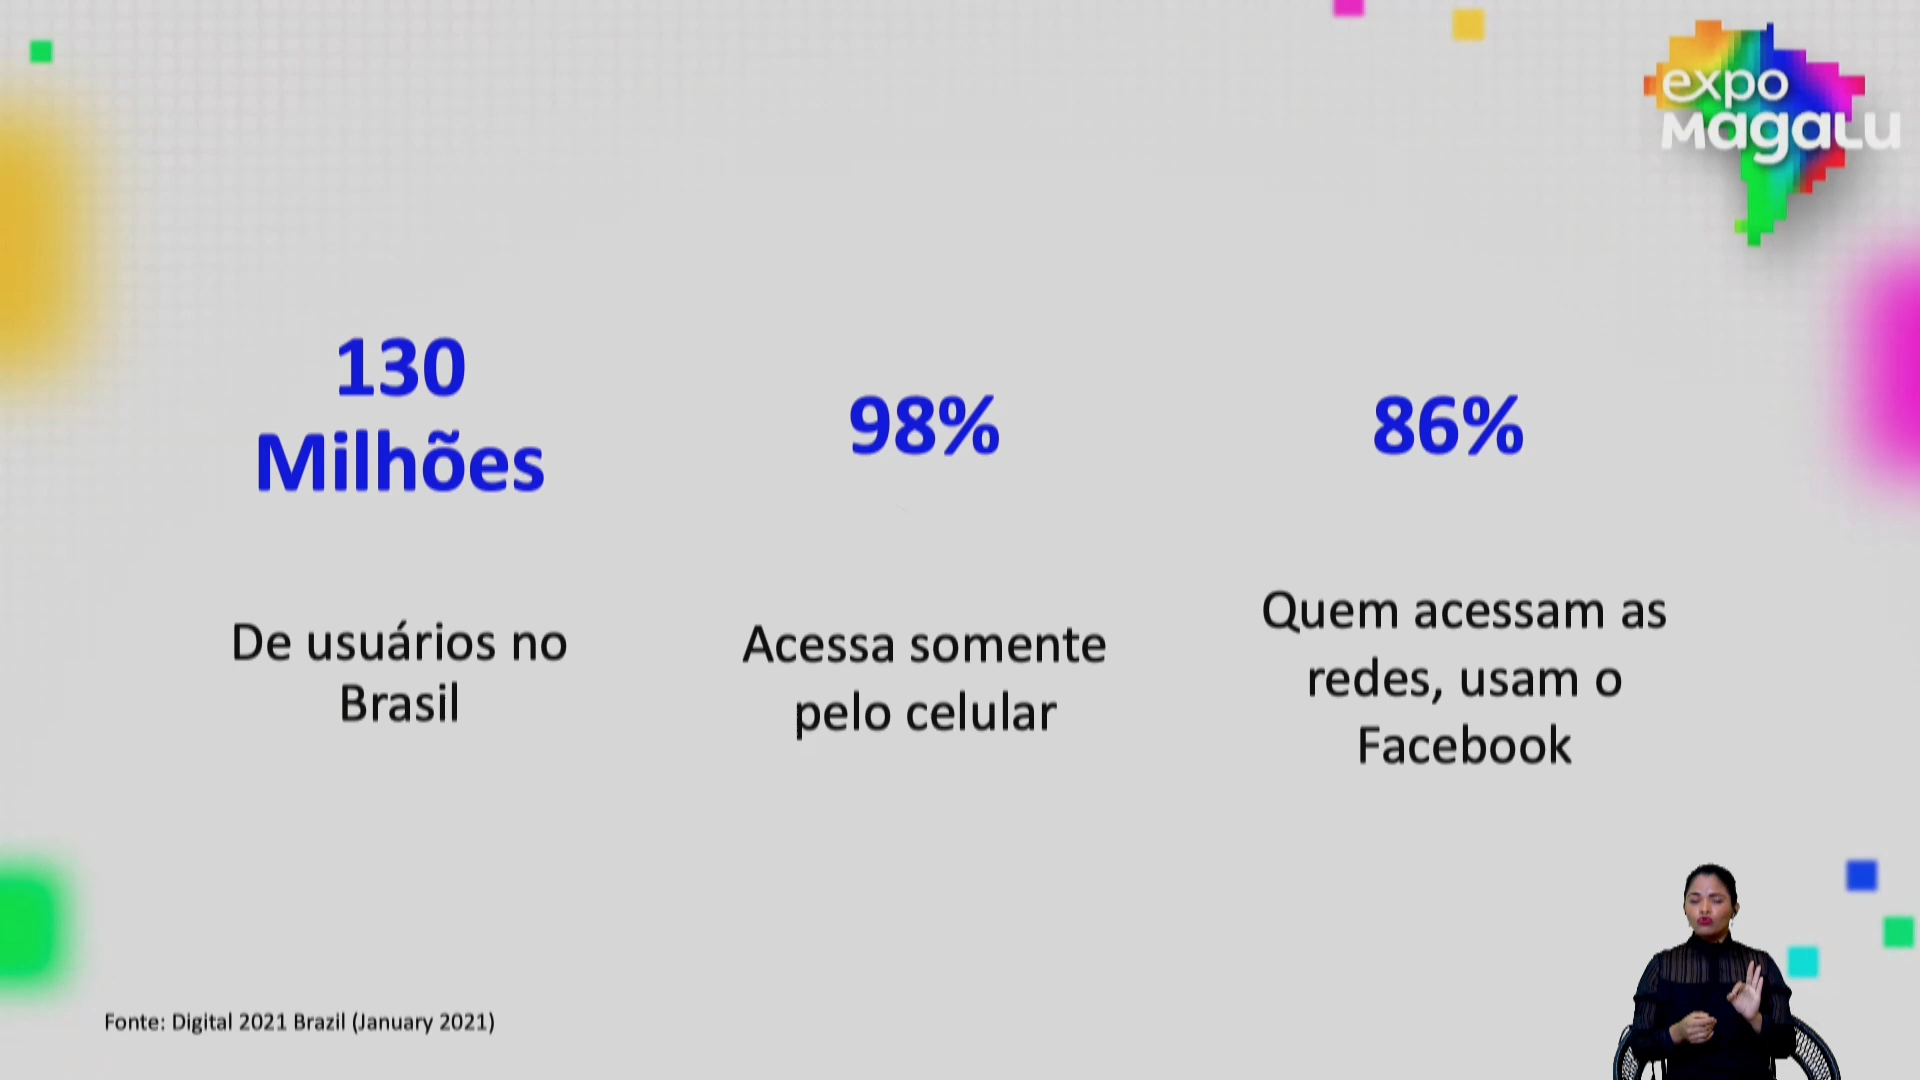 expo
Magalu
130
Milhões
De usuários no
Brasil
98%
Acessa somente
pelo celular
86%
Quem acessam as
redes, usam o
Facebook
Fonte: Digital 2021 Brazil (January 2021)